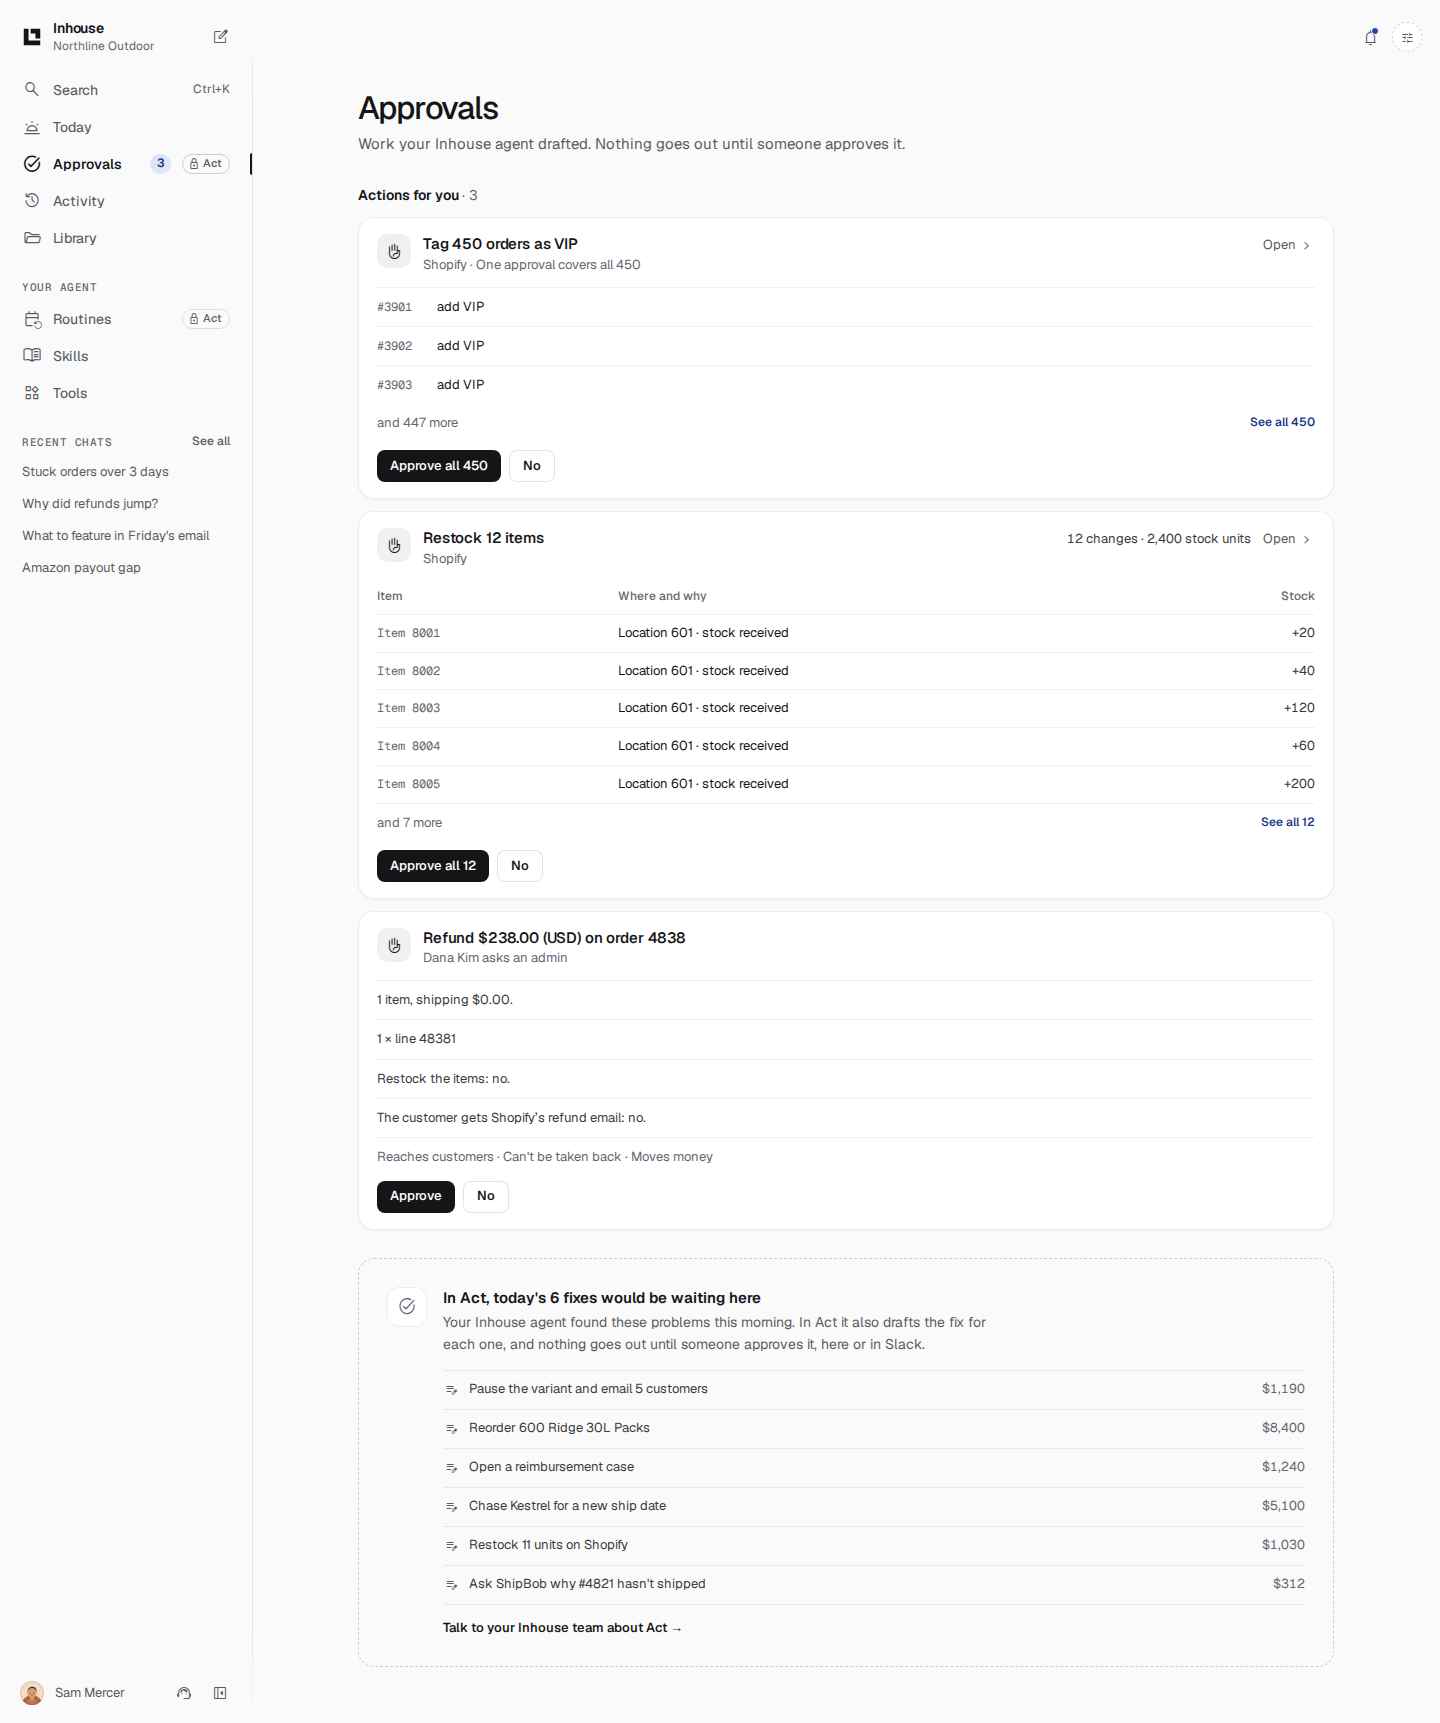 Inhouse
Northline Outdoor
Search Ctrl+K
Today
Approvals 3 Act
Activity
Library
YOUR AGENT
Routines Act
Skills
Tools
RECENT CHATS See all
Stuck orders over 3 days
Why did refunds jump?
What to feature in Friday's email
Amazon payout gap
Sam Mercer
Approvals
Work your Inhouse agent drafted. Nothing goes out until someone approves it.
Actions for you · 3
Tag 450 orders as VIP Open
Shopify · One approval covers all 450
#3901 add VIP
#3902 add VIP
#3903 add VIP
and 447 more See all 450
Approve all 450 No
Restock 12 items 12 changes · 2,400 stock units Open
Shopify
Item Where and why Stock
Item 8001 Location 601 · stock received +20
Item 8002 Location 601 · stock received +40
Item 8003 Location 601 · stock received +120
Item 8004 Location 601 · stock received +60
Item 8005 Location 601 · stock received +200
and 7 more See all 12
Approve all 12 No
Refund $238.00 (USD) on order 4838
Dana Kim asks an admin
1 item, shipping $0.00.
1 × line 48381
Restock the items: no.
The customer gets Shopify's refund email: no.
Reaches customers · Can't be taken back · Moves money
Approve No
In Act, today's 6 fixes would be waiting here
Your Inhouse agent found these problems this morning. In Act it also drafts the fix for
each one, and nothing goes out until someone approves it, here or in Slack.
Pause the variant and email 5 customers $1,190
Reorder 600 Ridge 30L Packs $8,400
Open a reimbursement case $1,240
Chase Kestrel for a new ship date $5,100
Restock 11 units on Shopify $1,030
Ask ShipBob why #4821 hasn't shipped $312
Talk to your Inhouse team about Act →